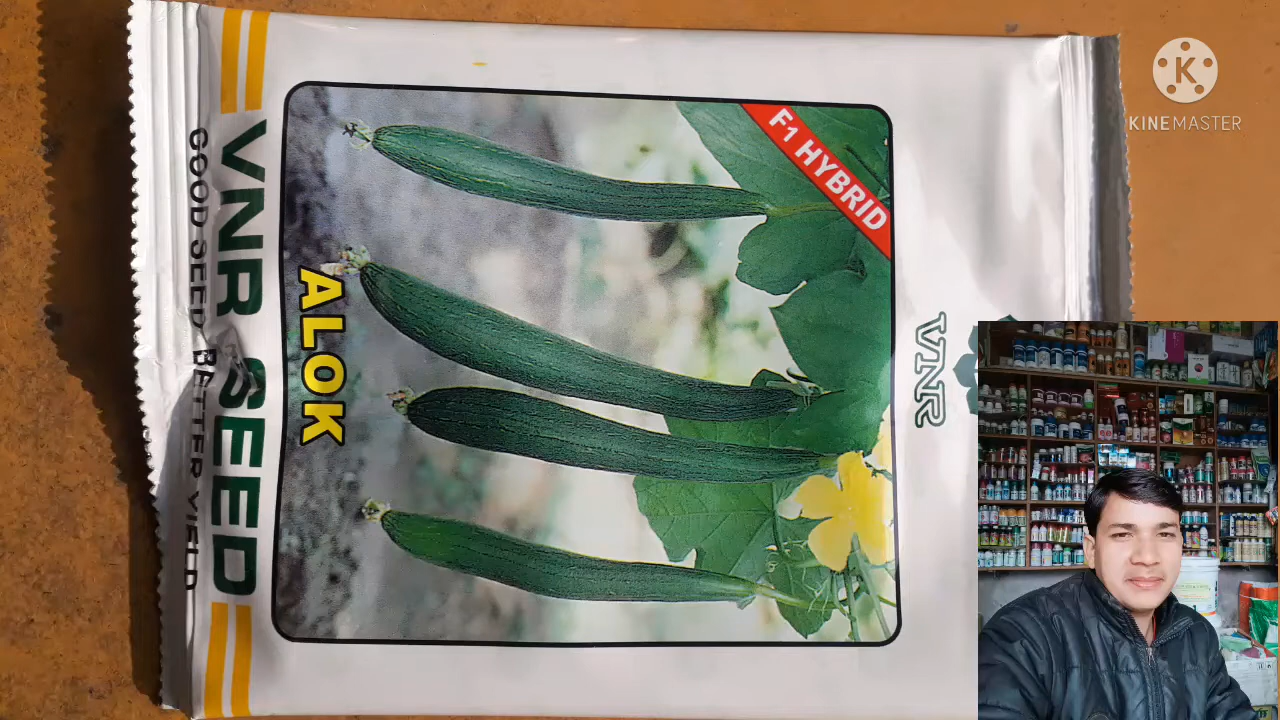 KINEMASTER
F1 HYBRID
VNR
ALOK
VNR SEED
GOOD SEED BETTER YIELD